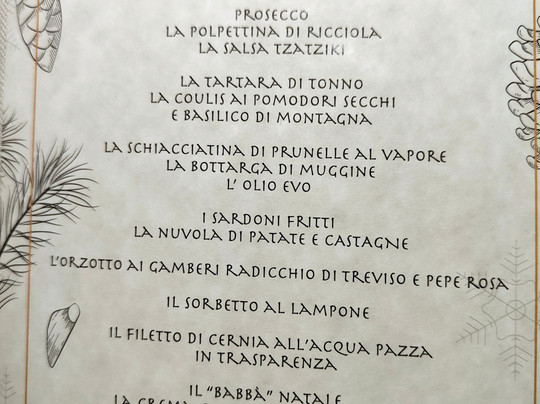 PROSECCO
LA POLPETTINA DI RICCIOLA
LA SALSA TZATZIKI
LA TARTARA DI TONNO
LA COULIS AI POMODORI SECCHI
E BASILICO DI MONTAGNA
LA SCHIACCIATINA DI PRUNELLE AL VAPORE
LA BOTTARGA DI MUGGINE
L' OLIO EVO
I SARDONI FRITTI
LA NUVOLA DI PATATE E CASTAGNE
L'ORZOTTO AI GAMBERI RADICCHIO DI TREVISO E PEPE ROSA
IL SORBETTO AL LAMPONE
IL FILETTO DI CERNIA ALL'ACQUA PAZZA
IN TRASPARENZA
IL "BABBÀ" NATALE
LA CREMA